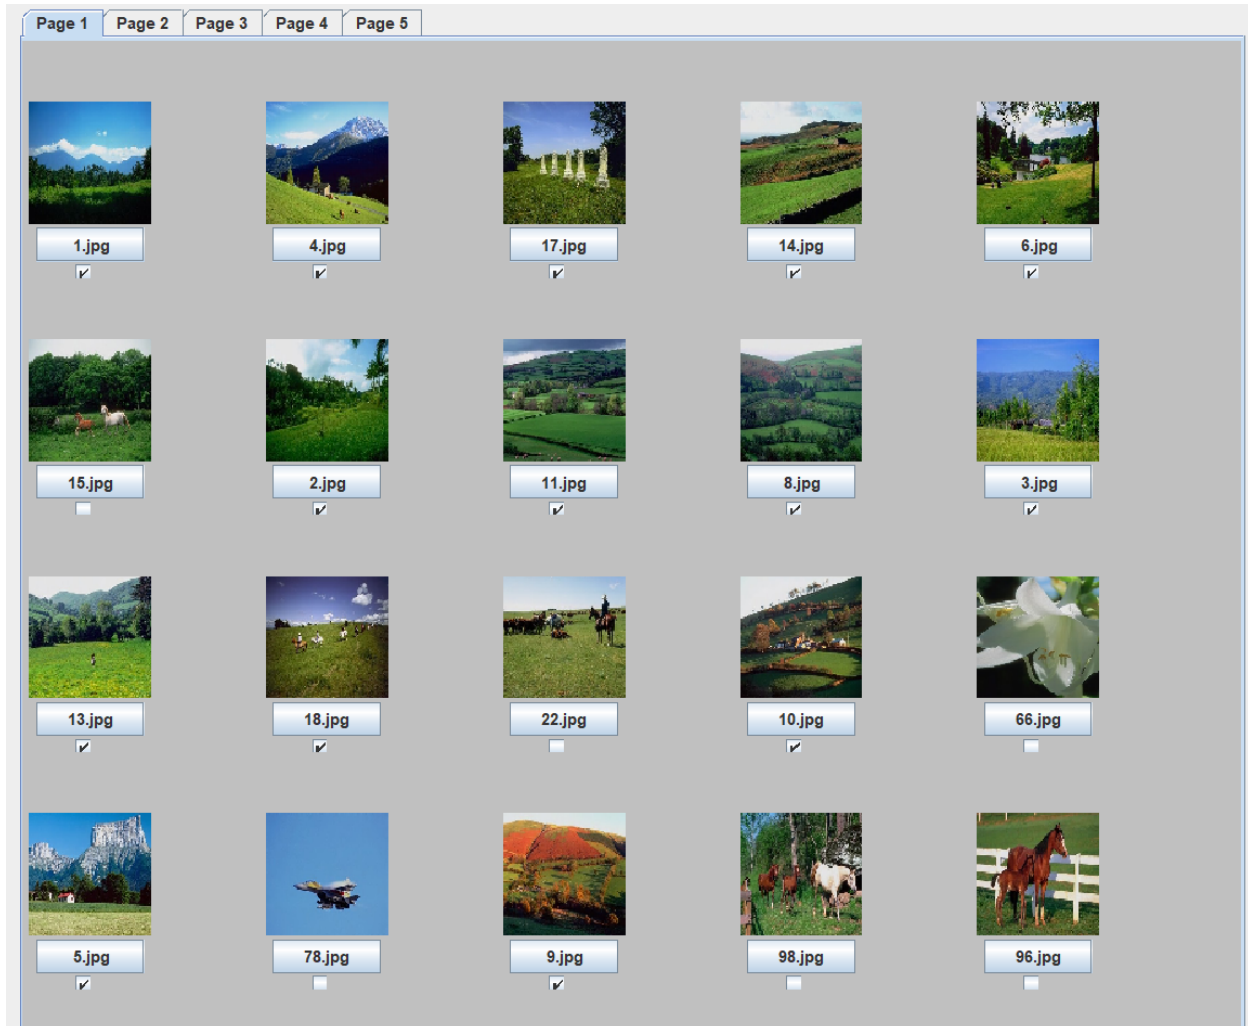 Page 1 Page 2 Page 3 Page 4 Page 5
1.jpg 4.jpg 17.jpg 14.jpg 6.jpg
15.jpg 2.jpg 11.jpg 8.jpg 3.jpg
13.jpg 18.jpg 22.jpg 10.jpg 66.jpg
5.jpg 78.jpg 9.jpg 98.jpg 96.jpg